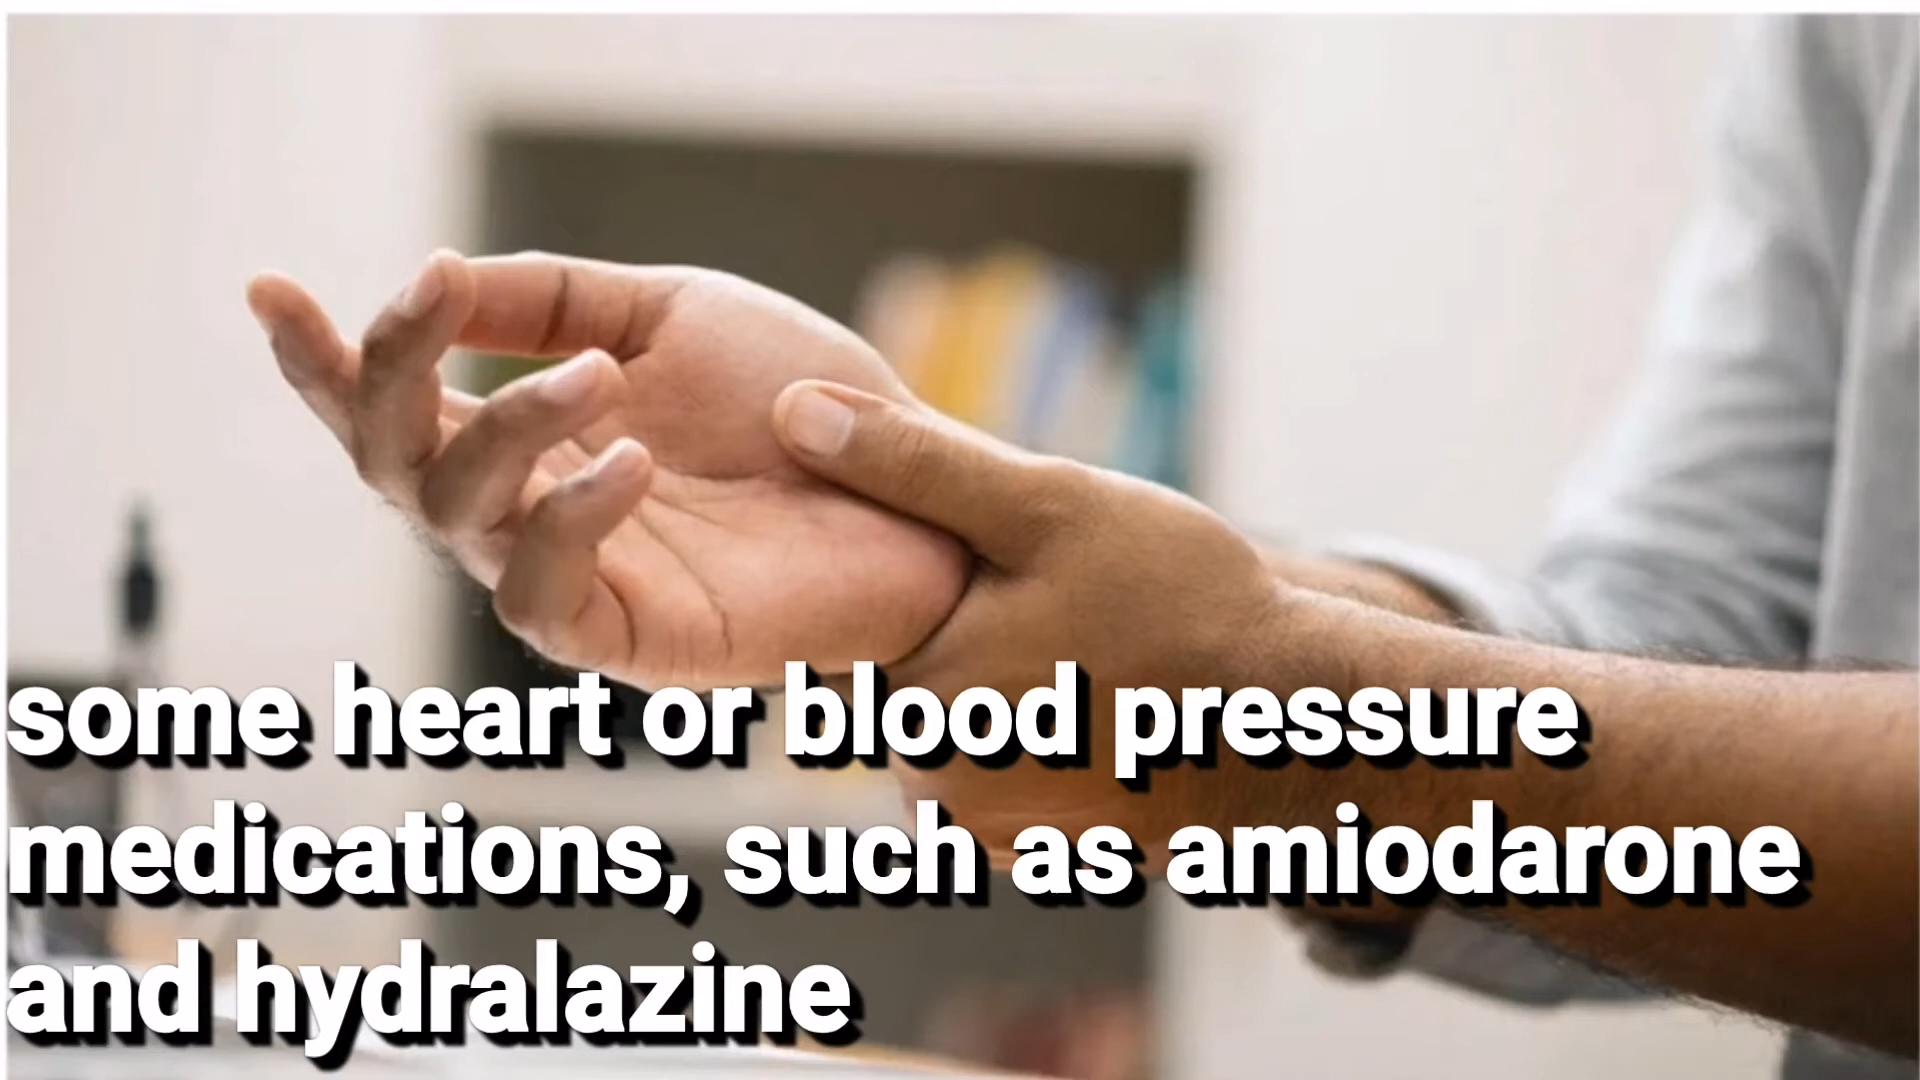 some heart or blood pressure
medications, such as amiodarone
and hydralazine